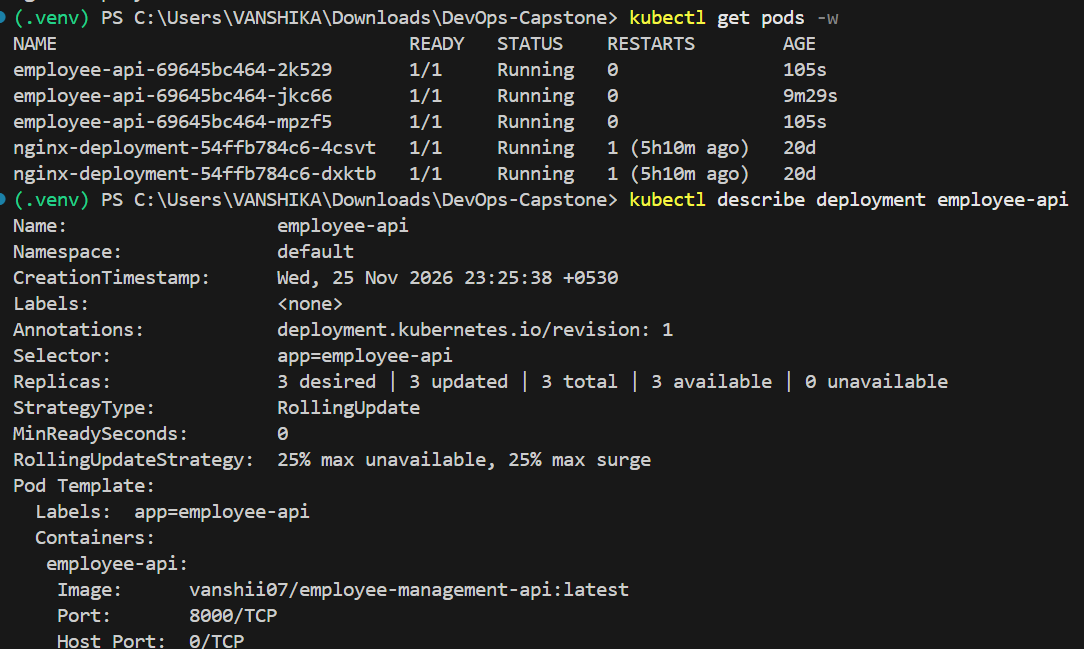 (.venv) PS C:\Users\VANSHIKA\Downloads\DevOps-Capstone> kubectl get pods -w
NAME READY STATUS RESTARTS AGE
employee-api-69645bc464-2k529 1/1 Running 0 105s
employee-api-69645bc464-jkc66 1/1 Running 0 9m29s
employee-api-69645bc464-mpzf5 1/1 Running 0 105s
nginx-deployment-54ffb784c6-4csvt 1/1 Running 1 (5h10m ago) 20d
nginx-deployment-54ffb784c6-dxktb 1/1 Running 1 (5h10m ago) 20d
(.venv) PS C:\Users\VANSHIKA\Downloads\DevOps-Capstone> kubectl describe deployment employee-api
Name: employee-api
Namespace: default
CreationTimestamp: Wed, 25 Nov 2026 23:25:38 +0530
Labels: <none>
Annotations: deployment.kubernetes.io/revision: 1
Selector: app=employee-api
Replicas: 3 desired | 3 updated | 3 total | 3 available | 0 unavailable
StrategyType: RollingUpdate
MinReadySeconds: 0
RollingUpdateStrategy: 25% max unavailable, 25% max surge
Pod Template:
Labels: app=employee-api
Containers:
employee-api:
Image: vanshii07/employee-management-api:latest
Port: 8000/TCP
Host Port: 0/TCP